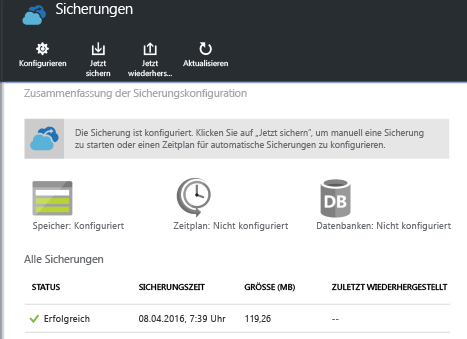 Sicherungen
Konfigurieren
Jetzt
sichern
Jetzt
wiederhers...
Aktualisieren
Zusammenfassung der Sicherungskonfiguration
Die Sicherung ist konfiguriert. Klicken Sie auf „Jetzt sichern“, um manuell eine Sicherung
zu starten oder einen Zeitplan für automatische Sicherungen zu konfigurieren.
DB
Speicher: Konfiguriert
Zeitplan: Nicht konfiguriert
Datenbanken: Nicht konfiguriert
Alle Sicherungen
STATUS SICHERUNGSZEIT GRÖSSE (MB) ZULETZT WIEDERHERGESTELLT
Erfolgreich 08.04.2016, 7:39 Uhr 119,26 --